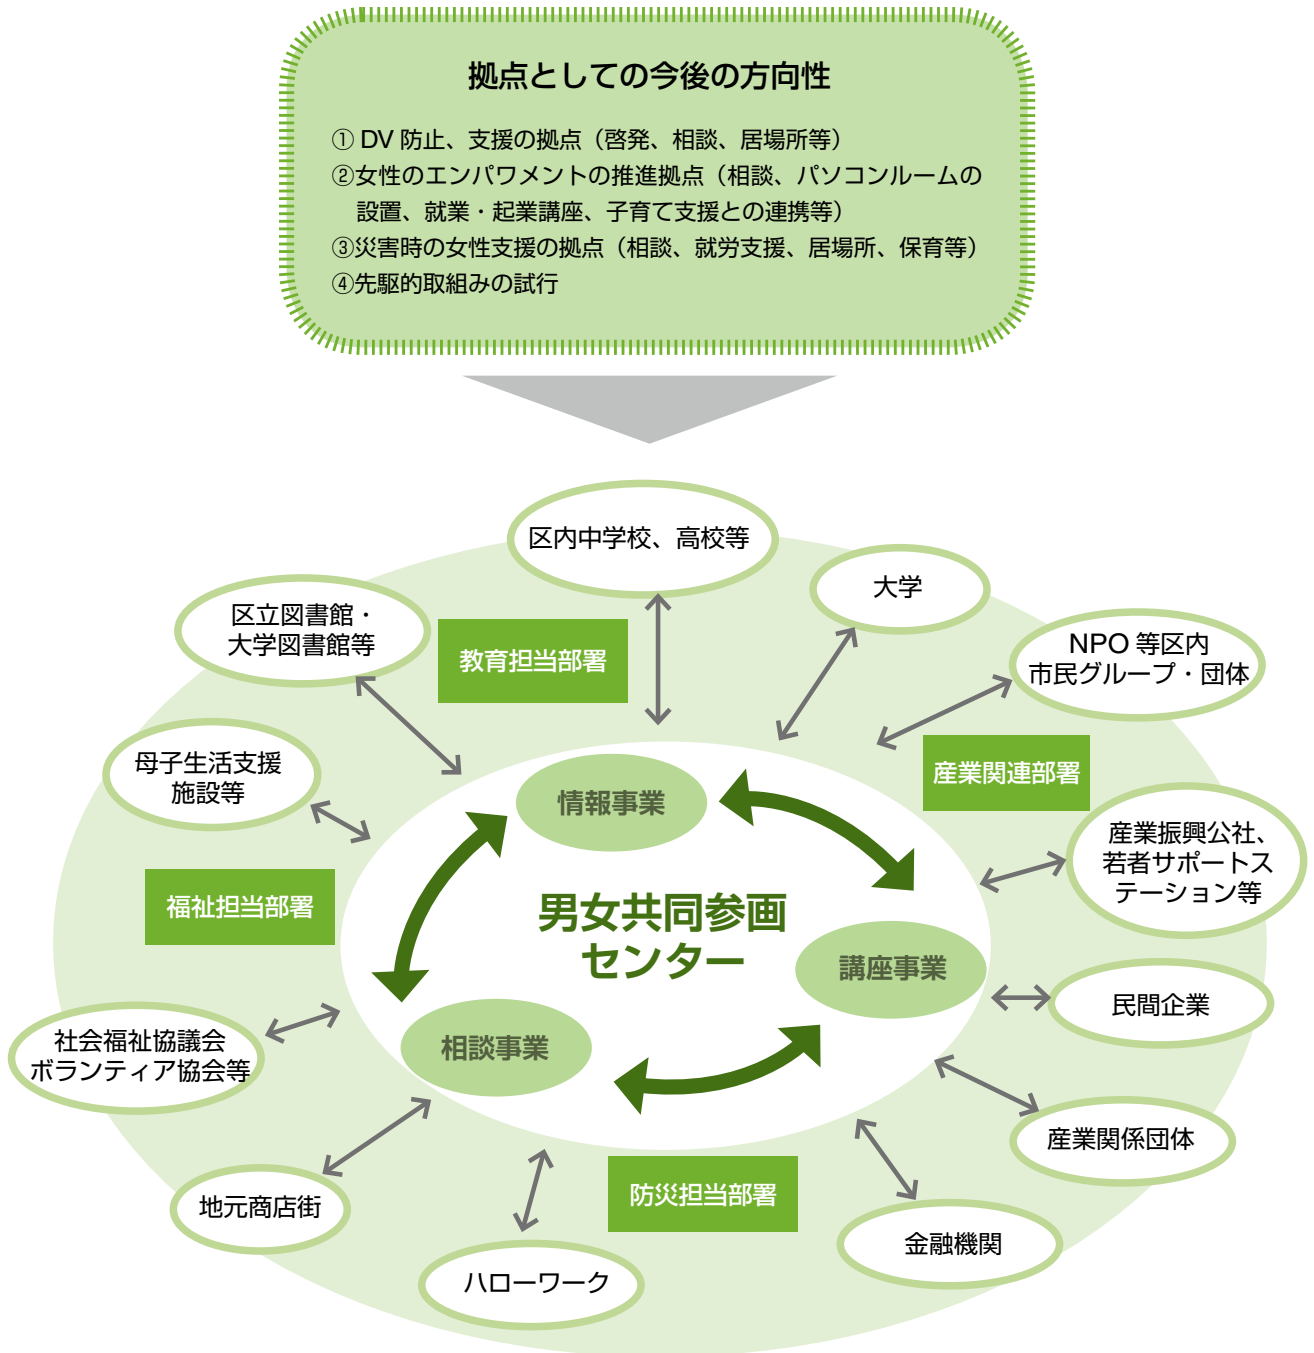 拠点としての今後の方向性
① DV 防止、支援の拠点（啓発、相談、居場所等）
②女性のエンパワメントの推進拠点（相談、パソコンルームの
設置、就業・起業講座、子育て支援との連携等）
③災害時の女性支援の拠点（相談、就労支援、居場所、保育等）
④先駆的取組みの試行
区内中学校、高校等
大学
区立図書館・
大学図書館等
NPO 等区内
市民グループ・団体
教育担当部署
母子生活支援
施設等
産業関連部署
情報事業
産業振興公社、
若者サポートス
テーション等
福祉担当部署
男女共同参画
センター
講座事業
民間企業
社会福祉協議会
ボランティア協会等
相談事業
産業関係団体
地元商店街
防災担当部署
金融機関
ハローワーク